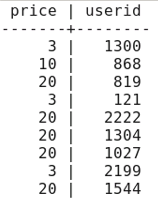 price | userid
-------+--------
3 | 1300
10 | 868
20 | 819
3 | 121
20 | 2222
20 | 1304
20 | 1027
3 | 2199
20 | 1544